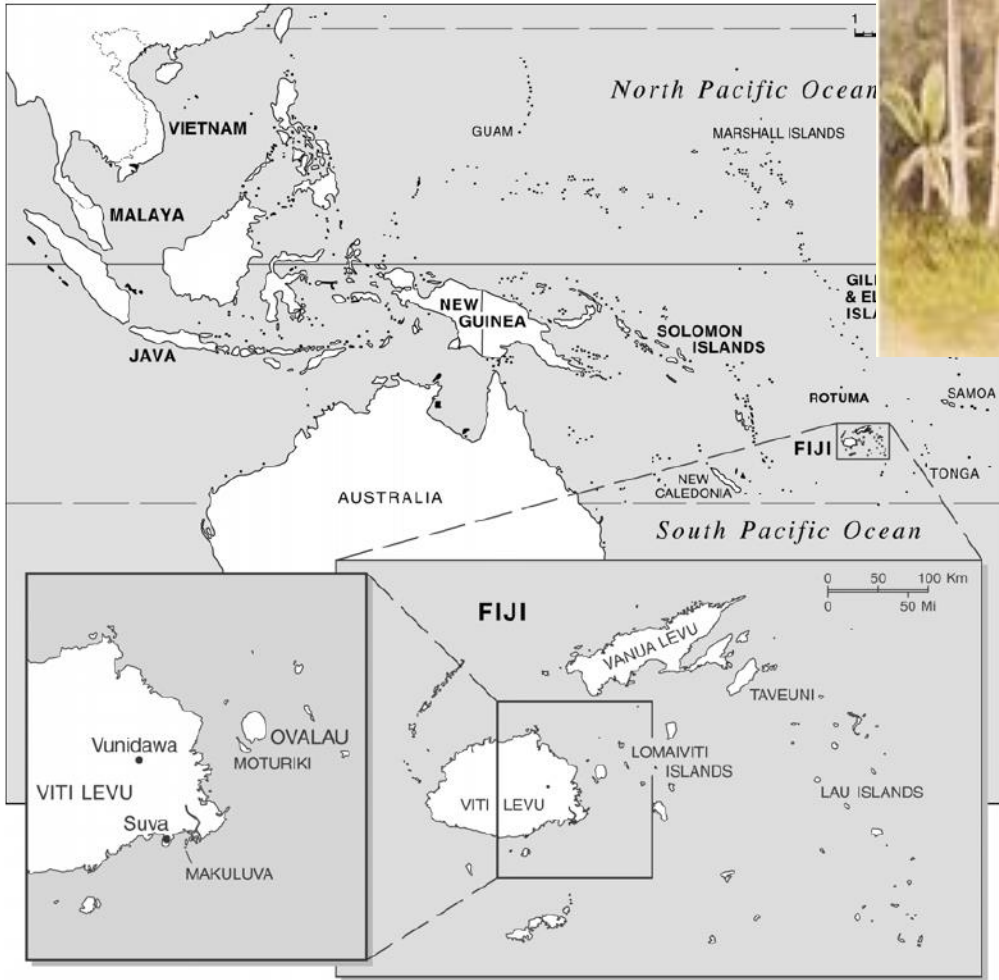 1
North Pacific Ocean
VIETNAM
GUAM
MARSHALL ISLANDS
MALAYA
NEW
GUINEA
SOLOMON
ISLANDS
JAVA
ROTUMA
SAMOA
FIJI
TONGA
NEW
CALEDONIA
AUSTRALIA
South Pacific Ocean
0 50 100 Km
0 50 Mi
FIJI
VANUA LEVU
TAVEUNI
LOMAIVITI
ISLANDS
VITI LEVU
LAU ISLANDS
OVALAU
Vunidawa
MOTURIKI
VITI LEVU
Suva
MAKULUVA